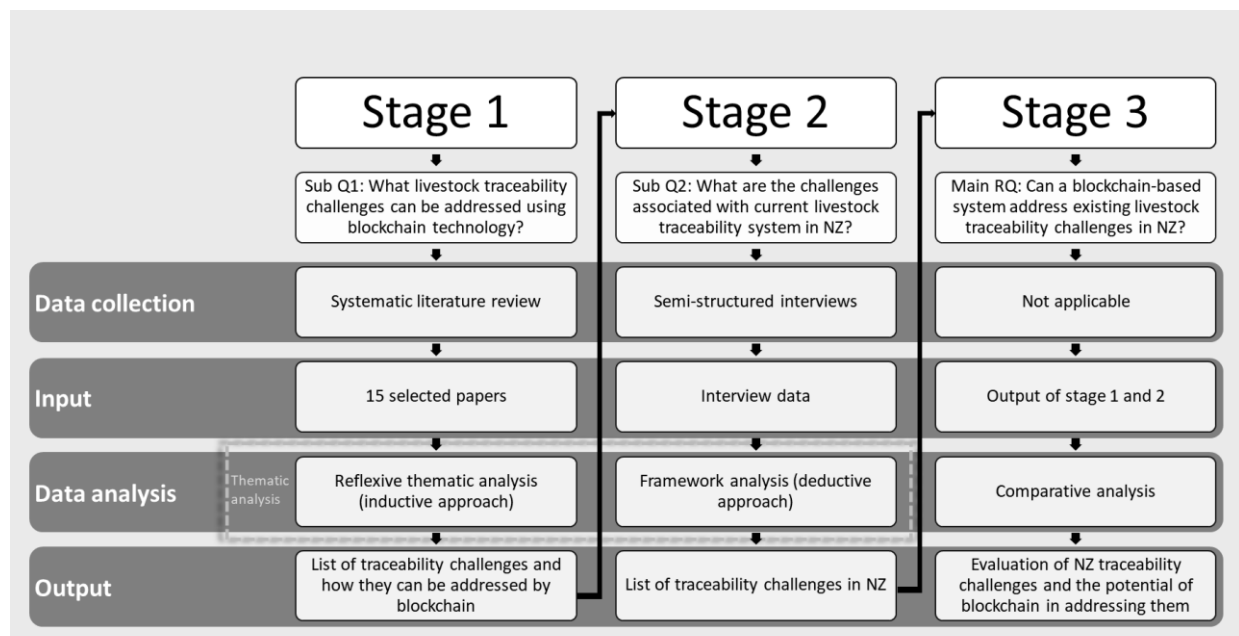 Stage 1
Stage 2
Stage 3
Sub Q1: What livestock traceability
challenges can be addressed using
blockchain technology?
Sub Q2: What are the challenges
associated with current livestock
traceability system in NZ?
Main RQ: Can a blockchain-based
system address existing livestock
traceability challenges in NZ?
Data collection
Systematic literature review
Semi-structured interviews
Not applicable
Input
15 selected papers
Interview data
Output of stage 1 and 2
Data analysis
Thematic
analysis
Reflexive thematic analysis
(inductive approach)
Framework analysis (deductive
approach)
Comparative analysis
Output
List of traceability challenges and
how they can be addressed by
blockchain
List of traceability challenges in NZ
Evaluation of NZ traceability
challenges and the potential of
blockchain in addressing them